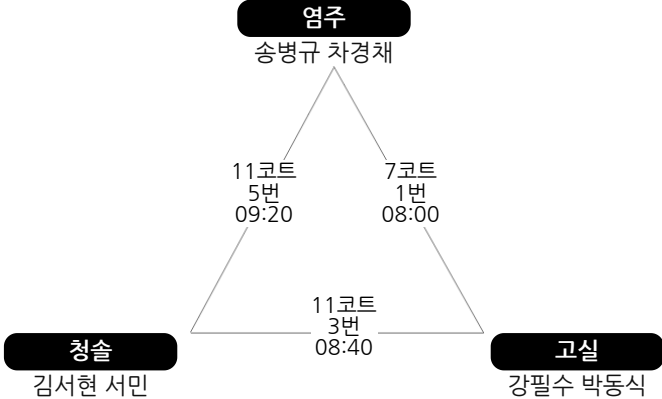 염주
송병규 차경채
11코트
5번
09:20
7코트
1번
08:00
11코트
3번
08:40
청솔
김서현 서민
고실
강필수 박동식